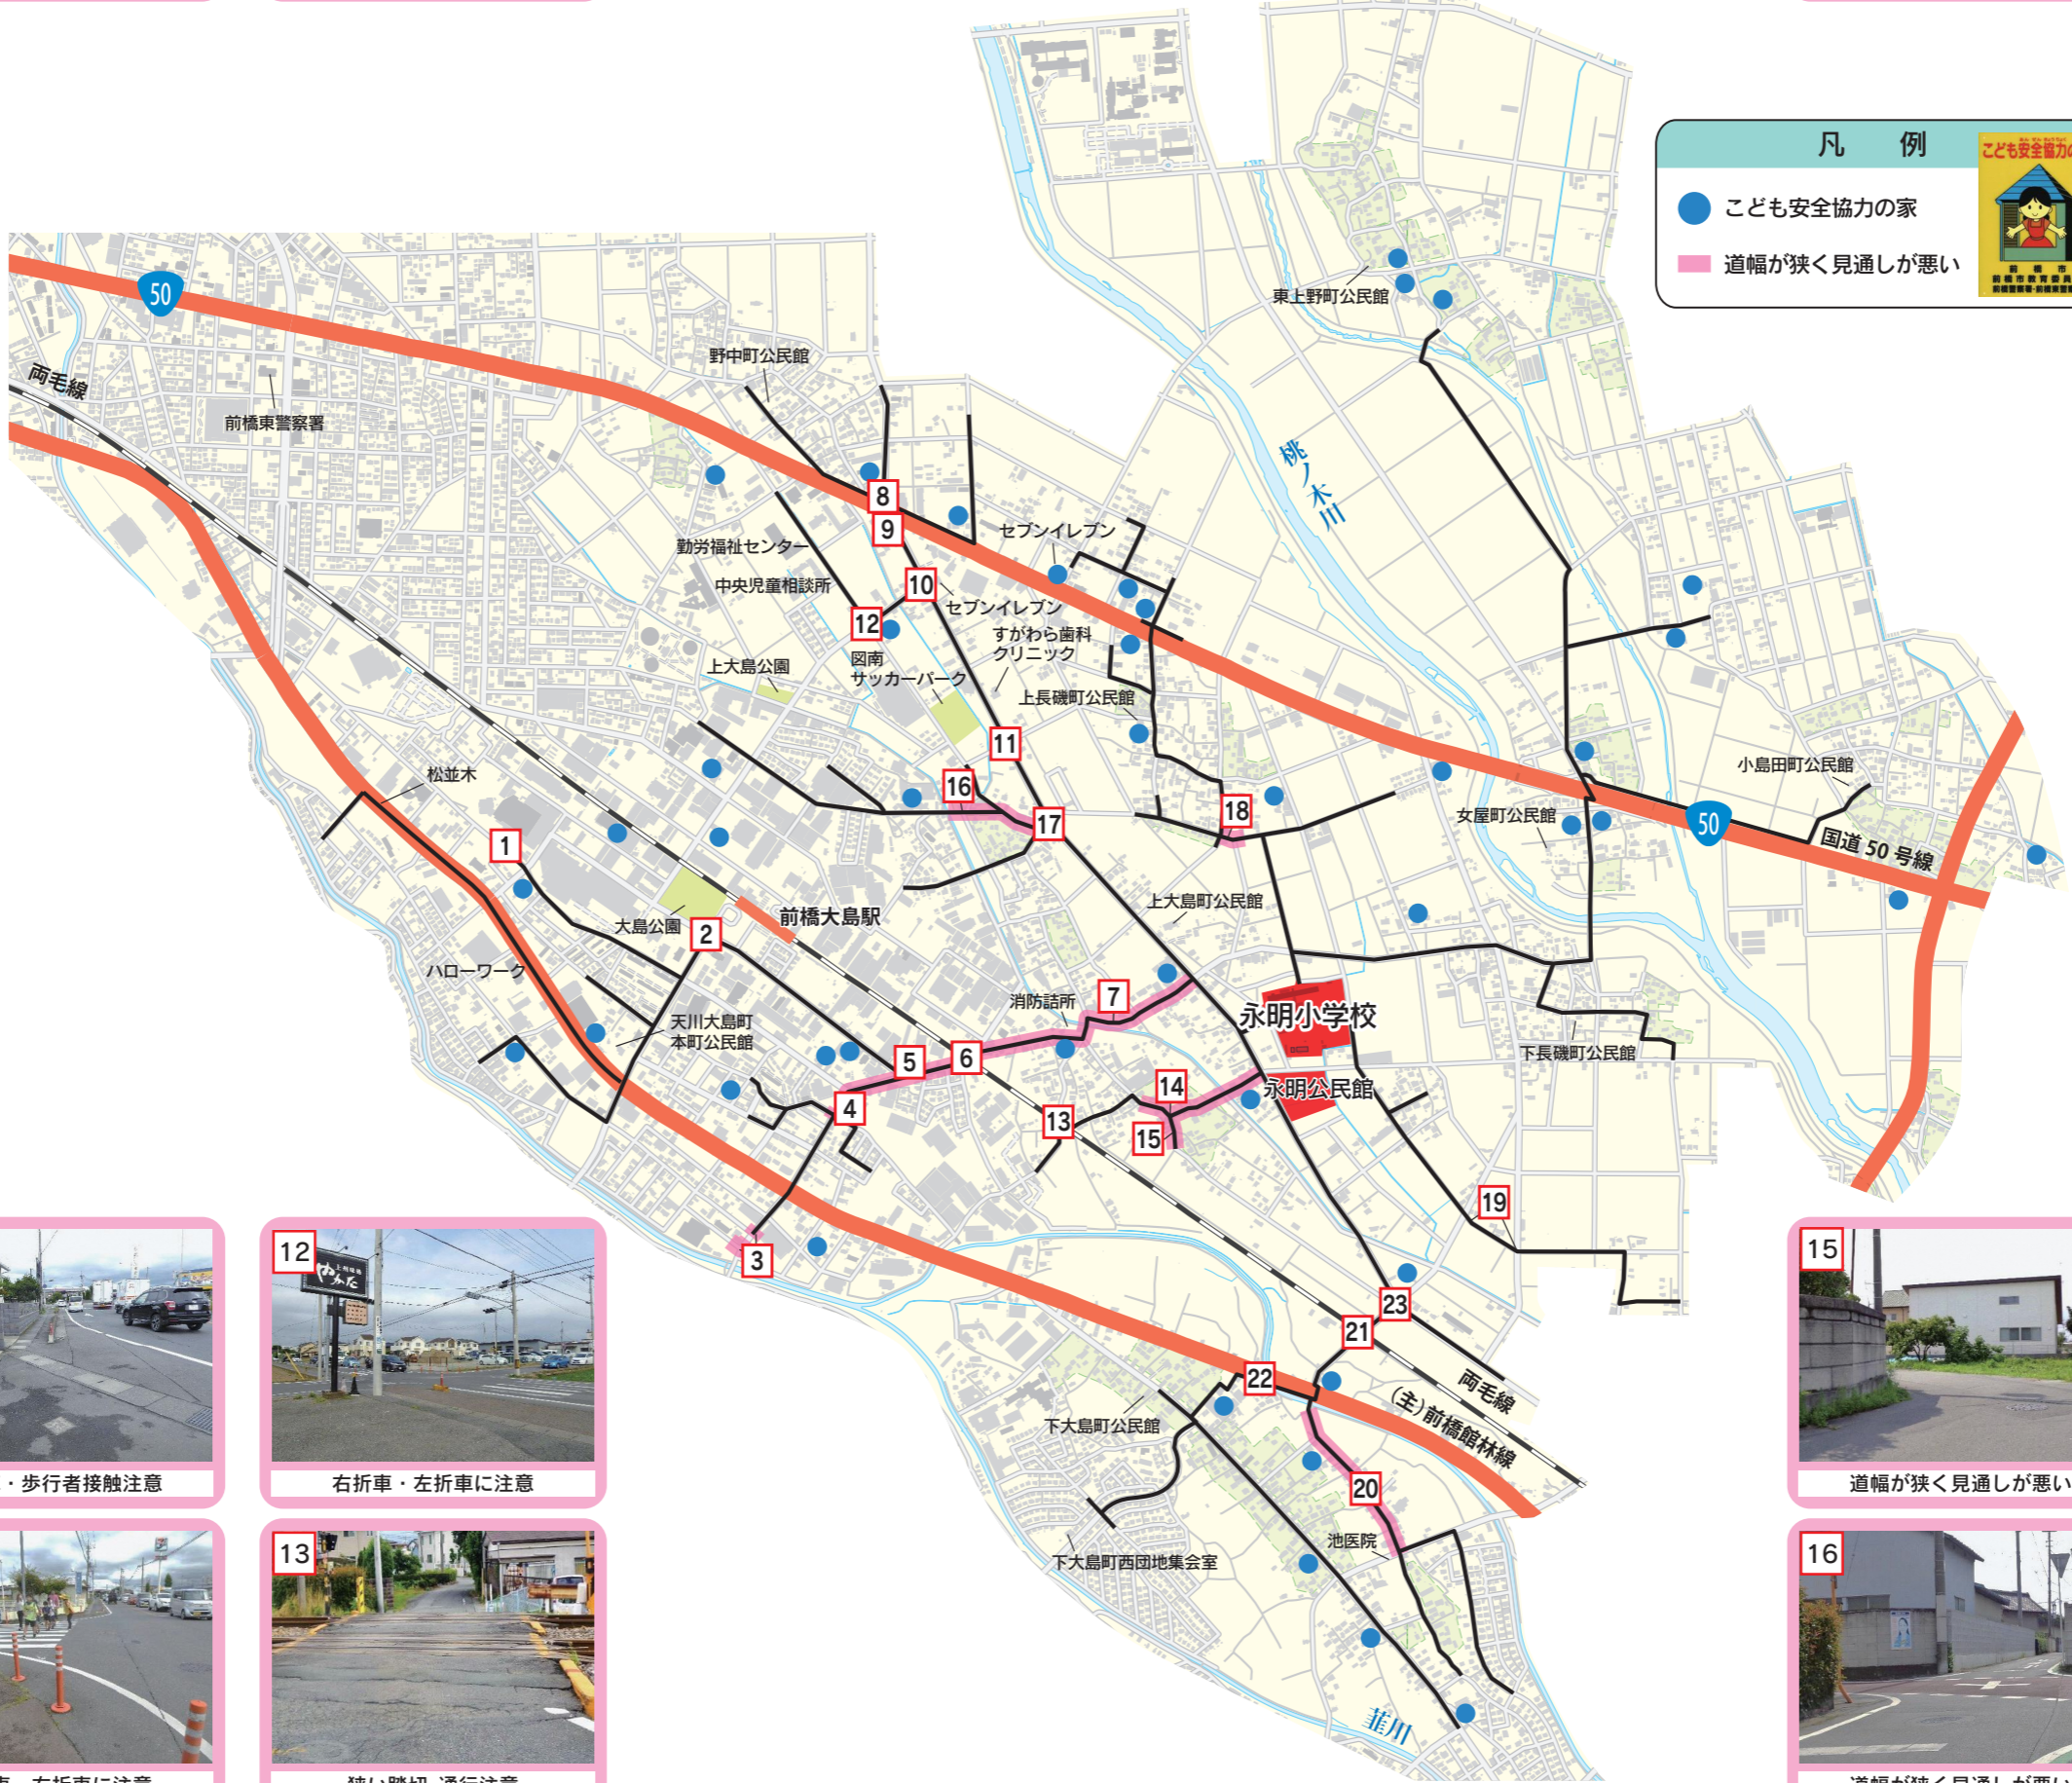 凡 例
こども安全協力の家
道幅が狭く見通しが悪い
前橋市
東上野町公民館
50
両毛線
前橋東警察署
野中町公民館
桃ノ木川
8
9
勤労福祉センター
セブンイレブン
中央児童相談所
10
セブンイレブン
12
すがわら歯科
クリニック
図南
サッカーパーク
上大島公園
上長磯町公民館
11
松並木
16
17
18
小島田町公民館
女屋町公民館
50
国道50号線
1
上大島町公民館
前橋大島駅
大島公園
2
ハローワーク
消防詰所
7
永明小学校
天川大島町
本町公民館
下長磯町公民館
5
6
14
永明公民館
4
13
15
19
3
23
21
22
両毛線
(主)前橋館林線
下大島町公民館
20
池医院
下大島町西団地集会室
韮川
・歩行者接触注意
12
右折車・左折車に注意
13
15
道幅が狭く見通しが悪い
16